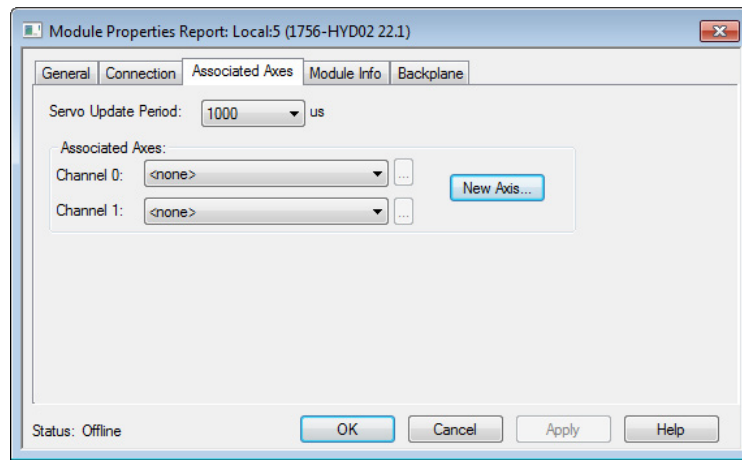 Module Properties Report: Local:5 (1756-HYD02 22.1)
General Connection Associated Axes Module Info Backplane
Servo Update Period: 1000 us
Associated Axes:
Channel 0: <none> ...
New Axis...
Channel 1: <none> ...
Status: Offline OK Cancel Apply Help